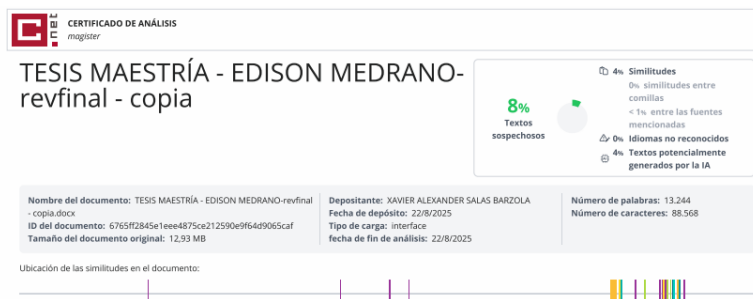 C.net
CERTIFICADO DE ANÁLISIS
magister
TESIS MAESTRÍA - EDISON MEDRANO-
revfinal - copia
8%
Textos
sospechosos
4% Similitudes
0% similitudes entre
comillas
< 1% entre las fuentes
mencionadas
0% Idiomas no reconocidos
4% Textos potencialmente
generados por la IA
Nombre del documento: TESIS MAESTRÍA - EDISON MEDRANO-revfinal
- copia.docx
ID del documento: 6765ff2845e1eee4875ce212590e9f64d9065caf
Tamaño del documento original: 12,93 MB
Depositante: XAVIER ALEXANDER SALAS BARZOLA
Fecha de depósito: 22/8/2025
Tipo de carga: interface
fecha de fin de análisis: 22/8/2025
Número de palabras: 13.244
Número de caracteres: 88.568
Ubicación de las similitudes en el documento: